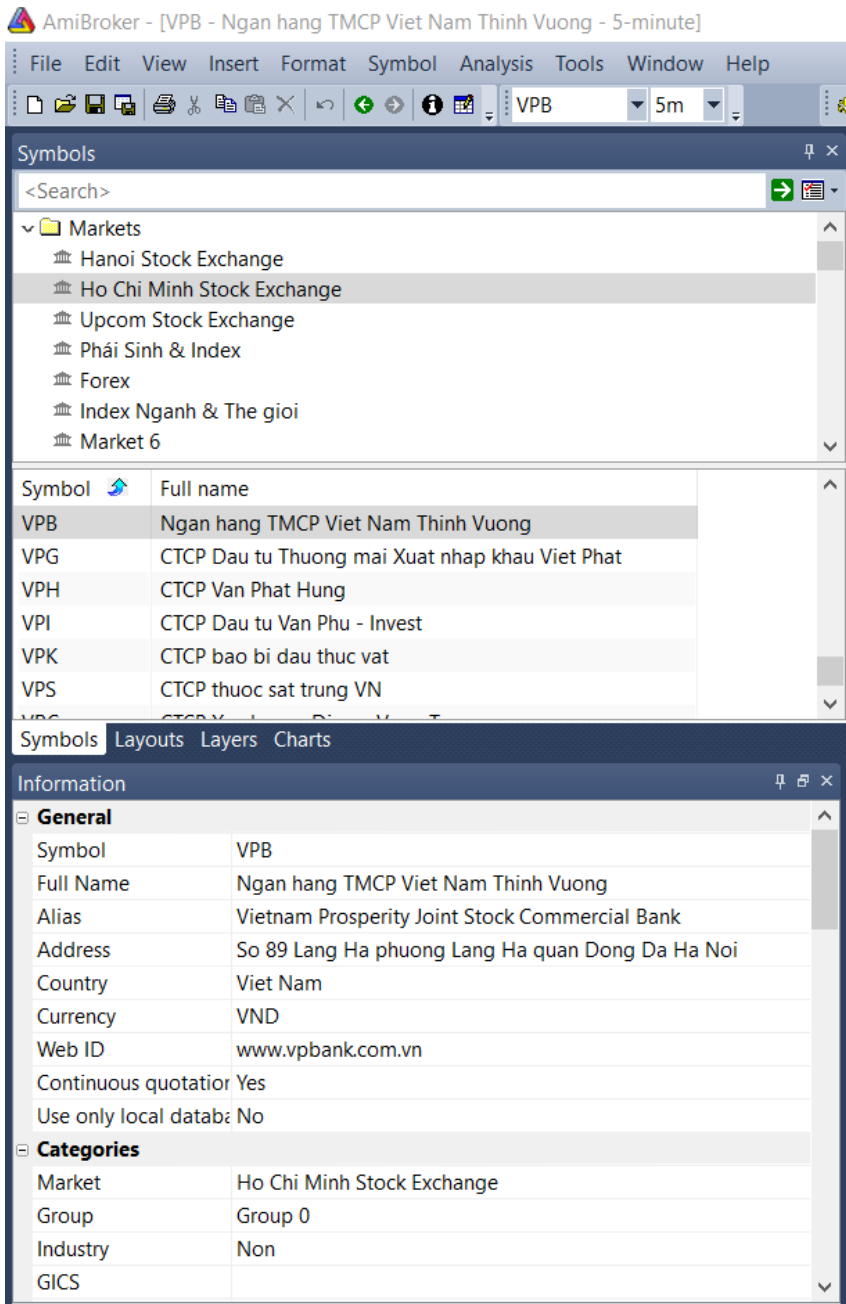 AmiBroker - [VPB - Ngan hang TMCP Viet Nam Thinh Vuong - 5-minute]
File Edit View Insert Format Symbol Analysis Tools Window Help
VPB 5m
Symbols
<Search>
Markets
Hanoi Stock Exchange
Ho Chi Minh Stock Exchange
Upcom Stock Exchange
Phái Sinh & Index
Forex
Index Nganh & The gioi
Market 6
Symbol Full name
VPB Ngan hang TMCP Viet Nam Thinh Vuong
VPG CTCP Dau tu Thuong mai Xuat nhap khau Viet Phat
VPH CTCP Van Phat Hung
VPI CTCP Dau tu Van Phu - Invest
VPK CTCP bao bi dau thuc vat
VPS CTCP thuoc sat trung VN
Symbols Layouts Layers Charts
Information
General
Symbol VPB
Full Name Ngan hang TMCP Viet Nam Thinh Vuong
Alias Vietnam Prosperity Joint Stock Commercial Bank
Address So 89 Lang Ha phuong Lang Ha quan Dong Da Ha Noi
Country Viet Nam
Currency VND
Web ID www.vpbank.com.vn
Continuous quotation Yes
Use only local databa No
Categories
Market Ho Chi Minh Stock Exchange
Group Group 0
Industry Non
GICS